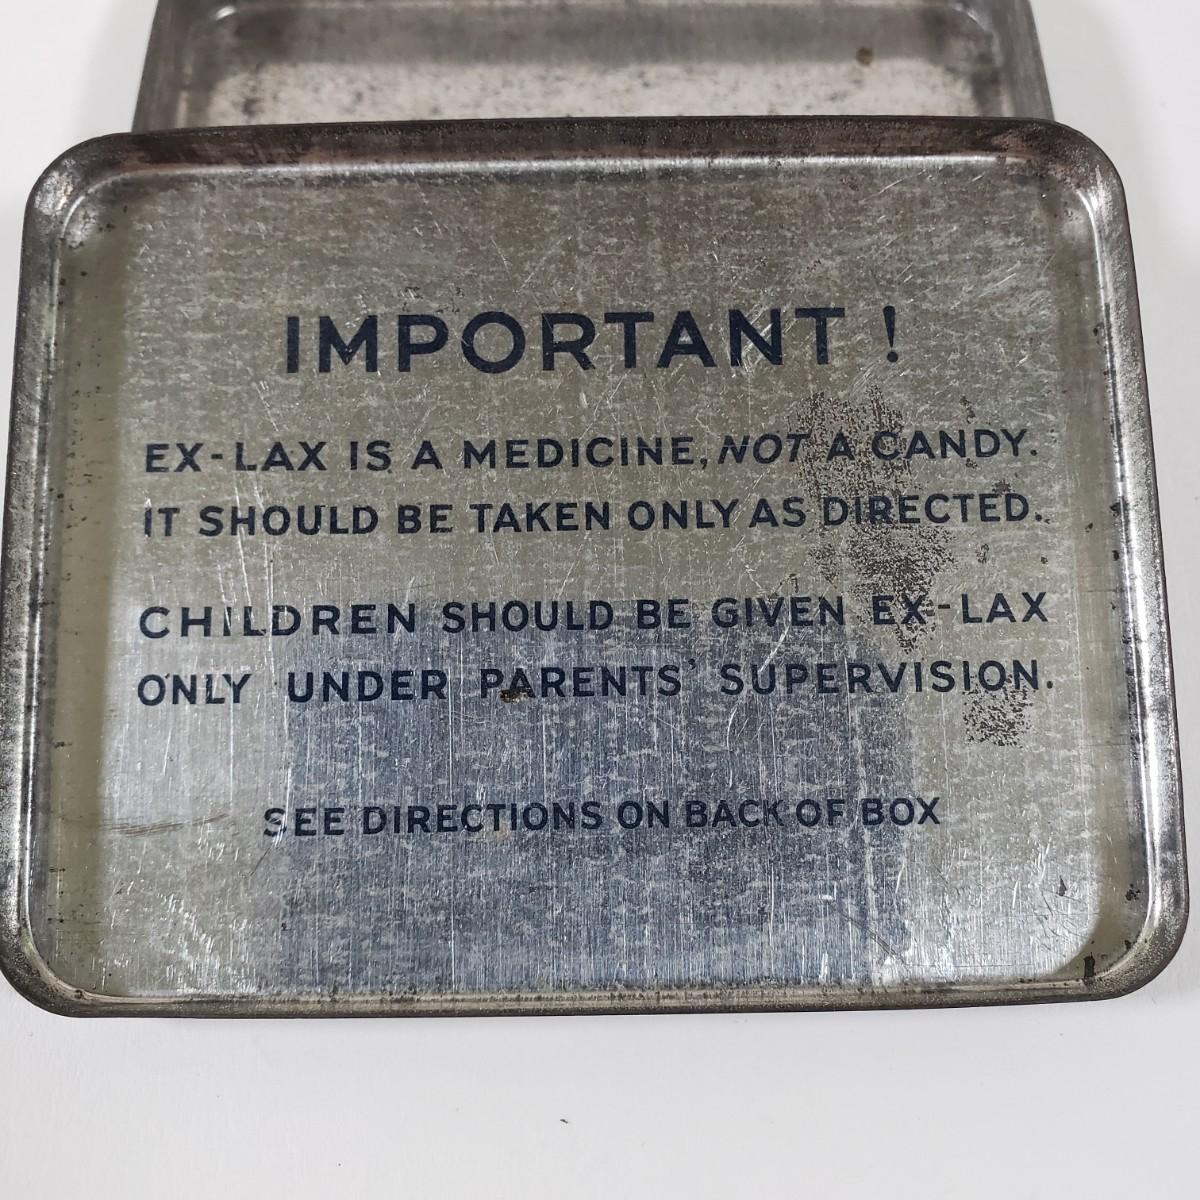 IMPORTANT !
EX-LAX IS A MEDICINE, NOT A CANDY.
IT SHOULD BE TAKEN ONLY AS DIRECTED.
CHILDREN SHOULD BE GIVEN EX-LAX
ONLY UNDER PARENTS' SUPERVISION.
SEE DIRECTIONS ON BACK OF BOX